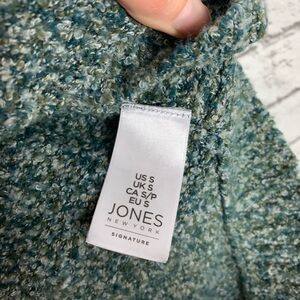 US S
UK S
CA S/P
EU S
JONES
NEW YORK
SIGNATURE